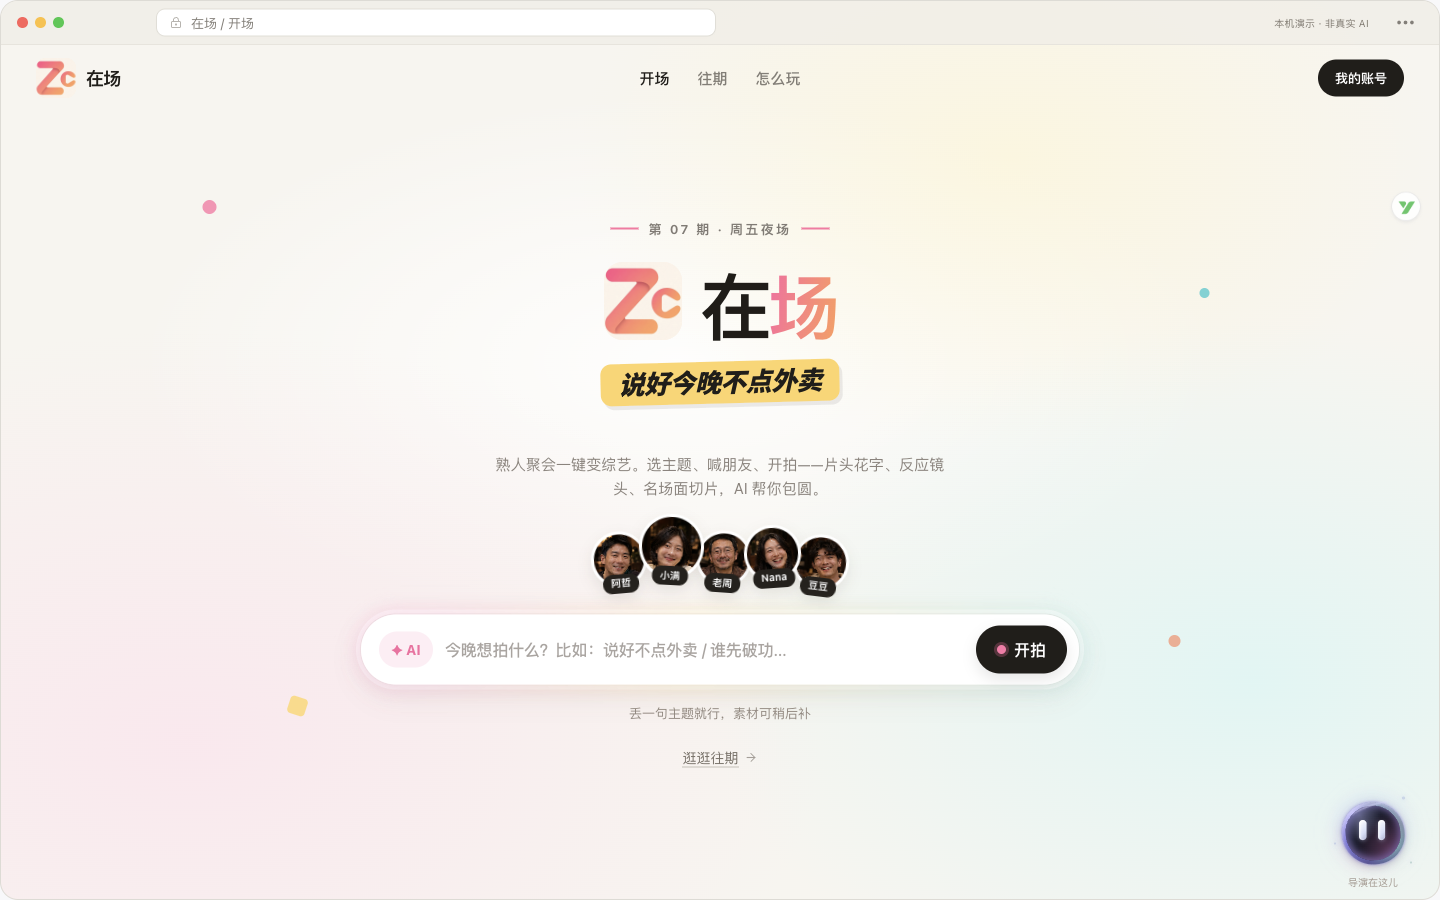 在场 / 开场
本机演示 · 非真实 AI
Zc 在场
开场
往期
怎么玩
我的账号
第 07 期 · 周五夜场
Zc 在场
说好今晚不点外卖
熟人聚会一键变综艺。选主题、喊朋友、开拍——片头花字、反应镜
头、名场面切片，AI 帮你包圆。
阿哲
小满
老周
Nana
豆豆
AI
今晚想拍什么？比如：说好不点外卖 / 谁先破功...
开拍
丢一句主题就行，素材可稍后补
逛逛往期 →
导演在这儿